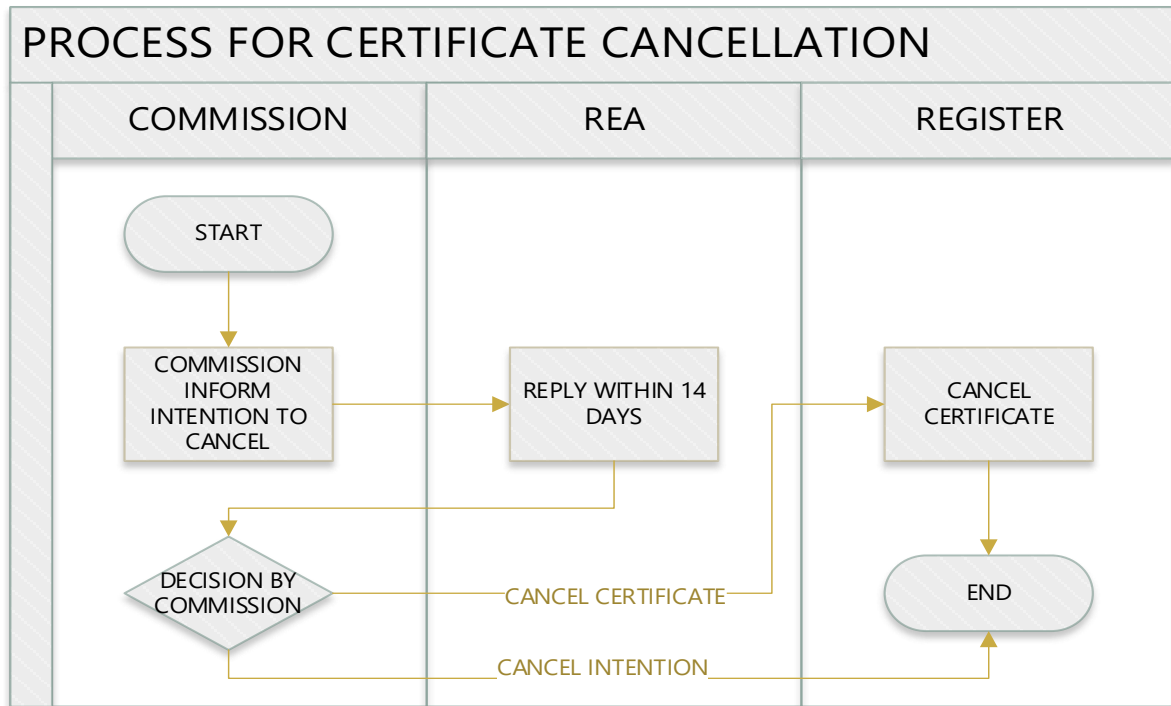 PROCESS FOR CERTIFICATE CANCELLATION
COMMISSION
REA
REGISTER
START
COMMISSION
INFORM
INTENTION TO
CANCEL
REPLY WITHIN 14
DAYS
CANCEL
CERTIFICATE
DECISION BY
COMMISSION
CANCEL CERTIFICATE
END
CANCEL INTENTION